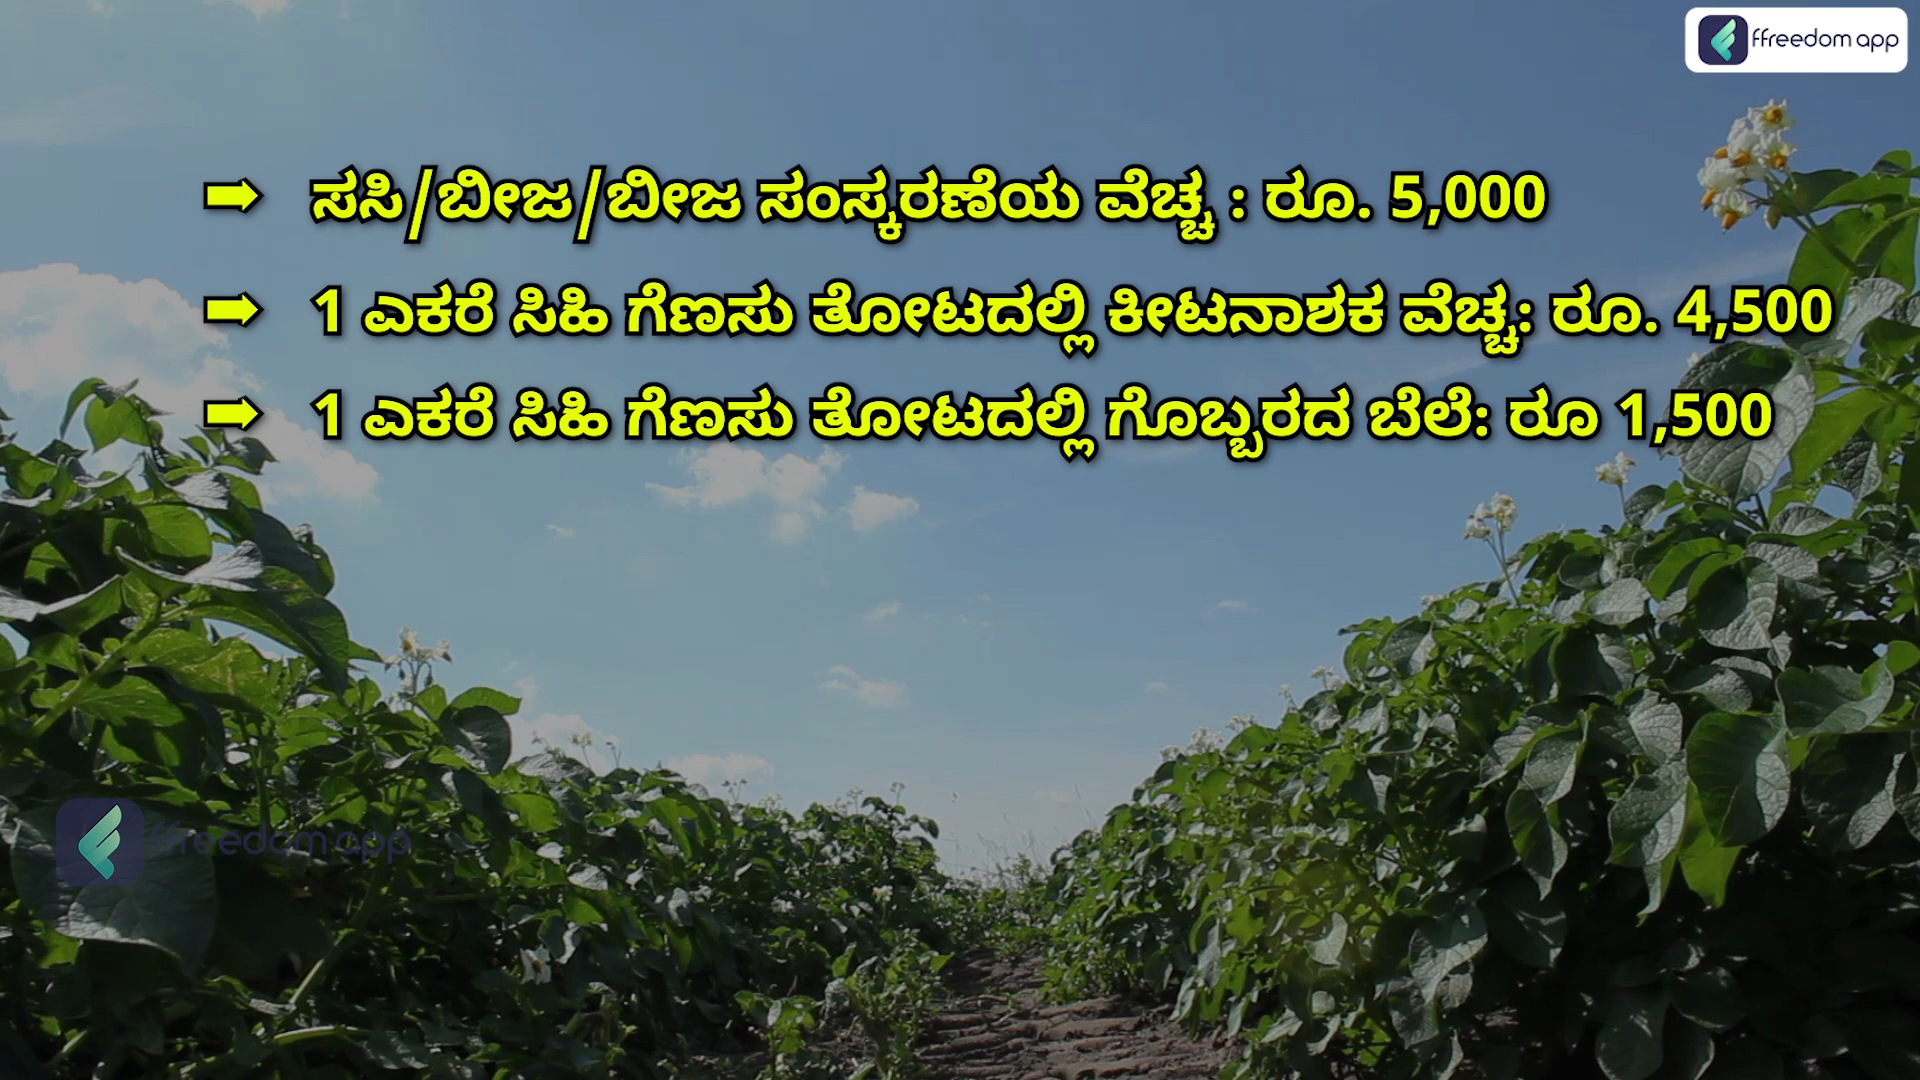 ffreedom app
➡ ಸಸಿ/ಬೀಜ/ಬೀಜ ಸಂಸ್ಕರಣೆಯ ವೆಚ್ಚ : ರೂ. 5,000
➡ 1 ಎಕರೆ ಸಿಹಿ ಗೆಣಸು ತೋಟದಲ್ಲಿ ಕೀಟನಾಶಕ ವೆಚ್ಚ: ರೂ. 4,500
➡ 1 ಎಕರೆ ಸಿಹಿ ಗೆಣಸು ತೋಟದಲ್ಲಿ ಗೊಬ್ಬರದ ಬೆಲೆ: ರೂ 1,500
ffreedom app